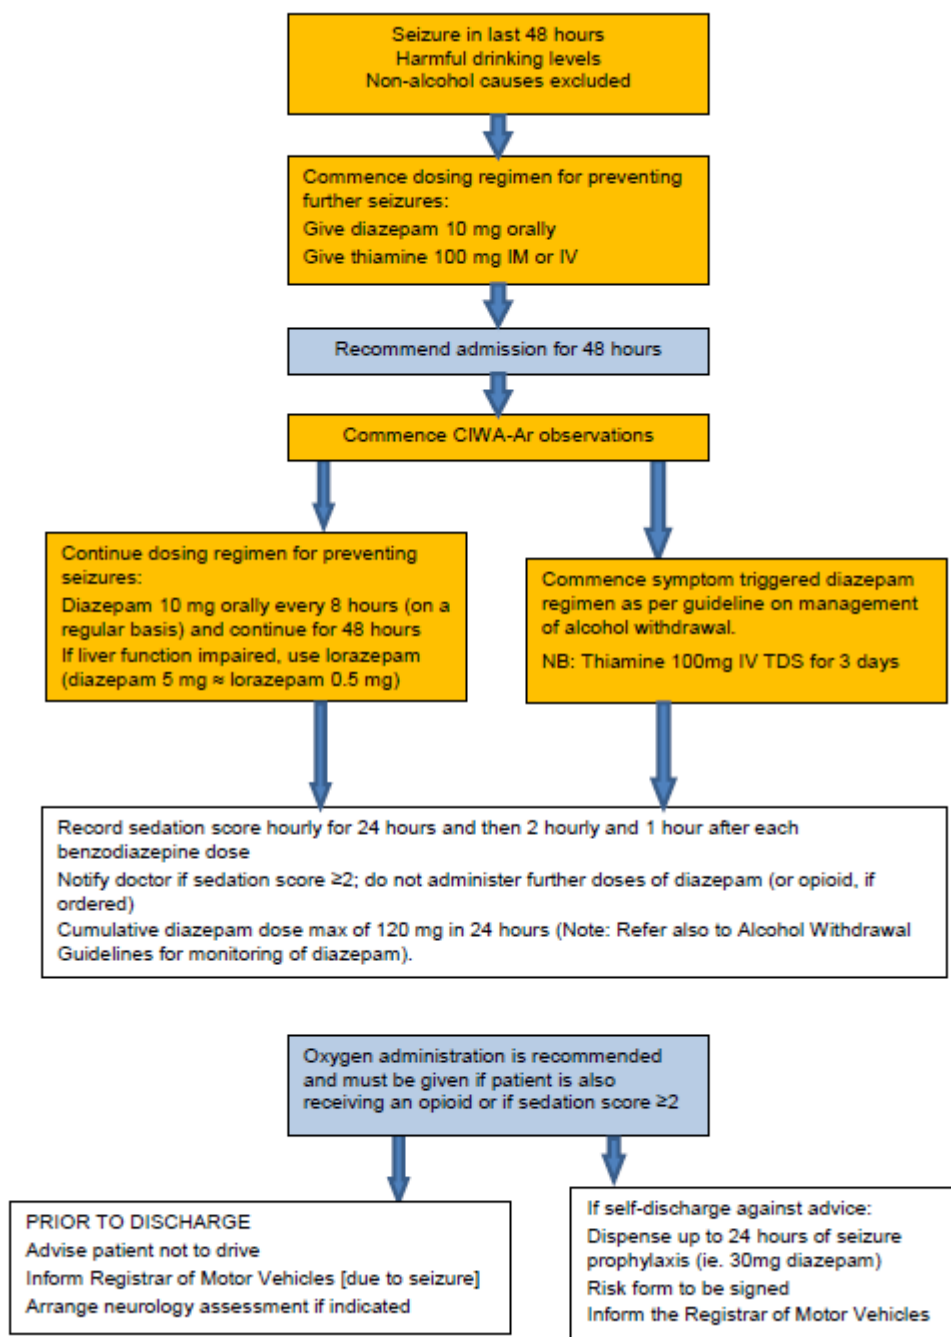 Seizure in last 48 hours
Harmful drinking levels
Non-alcohol causes excluded
Commence dosing regimen for preventing
further seizures:
Give diazepam 10 mg orally
Give thiamine 100 mg IM or IV
Recommend admission for 48 hours
Commence CIWA-Ar observations
Continue dosing regimen for preventing
seizures:
Diazepam 10 mg orally every 8 hours (on a
regular basis) and continue for 48 hours
If liver function impaired, use lorazepam
(diazepam 5 mg ≈ lorazepam 0.5 mg)
Commence symptom triggered diazepam
regimen as per guideline on management
of alcohol withdrawal.
NB: Thiamine 100mg IV TDS for 3 days
Record sedation score hourly for 24 hours and then 2 hourly and 1 hour after each
benzodiazepine dose
Notify doctor if sedation score ≥2; do not administer further doses of diazepam (or opioid, if
ordered)
Cumulative diazepam dose max of 120 mg in 24 hours (Note: Refer also to Alcohol Withdrawal
Guidelines for monitoring of diazepam).
Oxygen administration is recommended
and must be given if patient is also
receiving an opioid or if sedation score ≥2
PRIOR TO DISCHARGE
Advise patient not to drive
Inform Registrar of Motor Vehicles [due to seizure]
Arrange neurology assessment if indicated
If self-discharge against advice:
Dispense up to 24 hours of seizure
prophylaxis (ie. 30mg diazepam)
Risk form to be signed
Inform the Registrar of Motor Vehicles